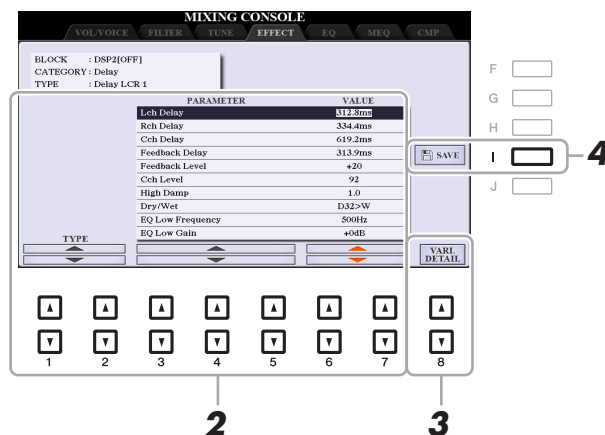 MIXING CONSOLE
VOL/VOICE FILTER TUNE EFFECT EQ MEQ CMP
BLOCK : DSP2[OFF]
CATEGORY: Delay
TYPE : Delay LCR 1
PARAMETER VALUE
Lch Delay 312.8ms
Rch Delay 334.4ms
Cch Delay 619.2ms
Feedback Delay 313.9ms
Feedback Level +20
Cch Level 92
High Damp 1.0
Dry/Wet D32>W
EQ Low Frequency 500Hz
EQ Low Gain +0dB
TYPE
SAVE
VARI. DETAIL
F
G
H
I
J
4
1 2 3 4 5 6 7 8
2 3